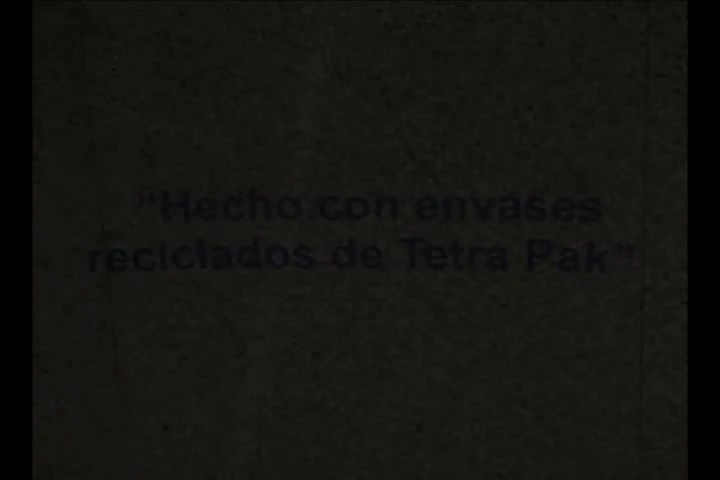 "Hecho con envases
reciclados de Tetra Pak"